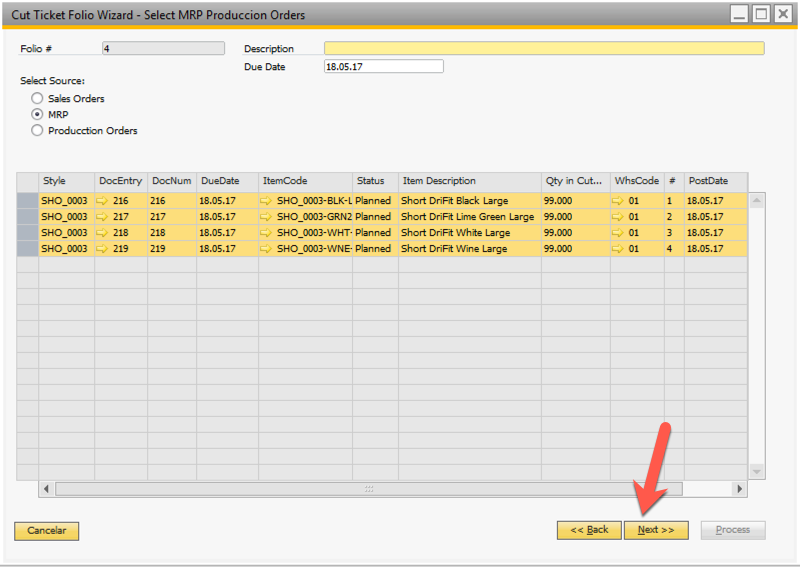 Cut Ticket Folio Wizard - Select MRP Produccion Orders
Folio # 4 Description
Due Date 18.05.17
Select Source:
Sales Orders
MRP
Producction Orders
Style DocEntry DocNum DueDate ItemCode Status Item Description Qty in Cut... WhsCode # PostDate
SHO_0003 216 216 18.05.17 SHO_0003-BLK-L Planned Short DriFit Black Large 99.000 01 1 18.05.17
SHO_0003 217 217 18.05.17 SHO_0003-GRN2 Planned Short DriFit Lime Green Large 99.000 01 2 18.05.17
SHO_0003 218 218 18.05.17 SHO_0003-WHT- Planned Short DriFit White Large 99.000 01 3 18.05.17
SHO_0003 219 219 18.05.17 SHO_0003-WNE- Planned Short DriFit Wine Large 99.000 01 4 18.05.17
Cancelar << Back Next >> Process